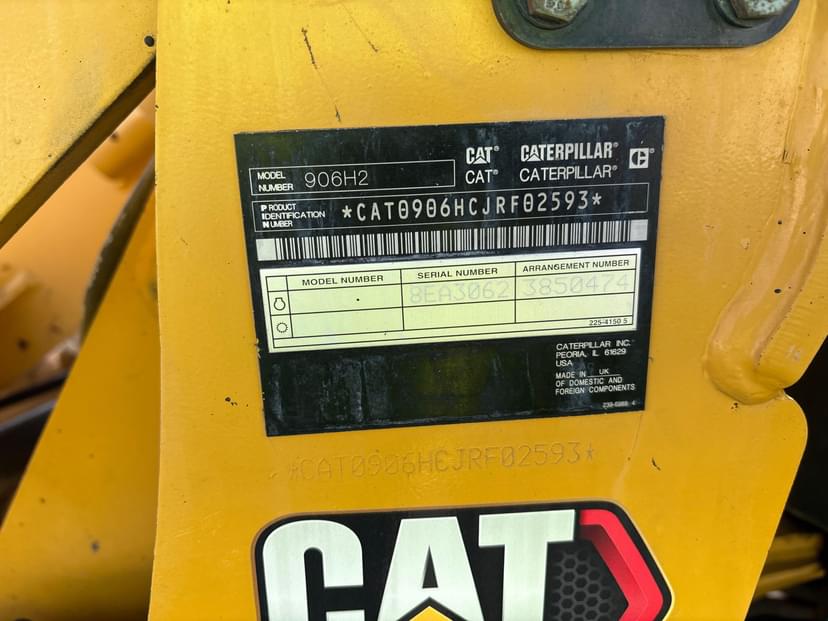 CAT CATERPILLAR
CAT® CATERPILLAR®
MODEL NUMBER 906H2
PRODUCT IDENTIFICATION NUMBER *CAT0906HCJRF02593*
MODEL NUMBER SERIAL NUMBER ARRANGEMENT NUMBER
8EA3062 3850474
225-4150 5
CATERPILLAR INC.
PEORIA, IL 61629
USA
MADE IN UK
OF DOMESTIC AND
FOREIGN COMPONENTS
*CAT0906HCJRF02593*
CAT